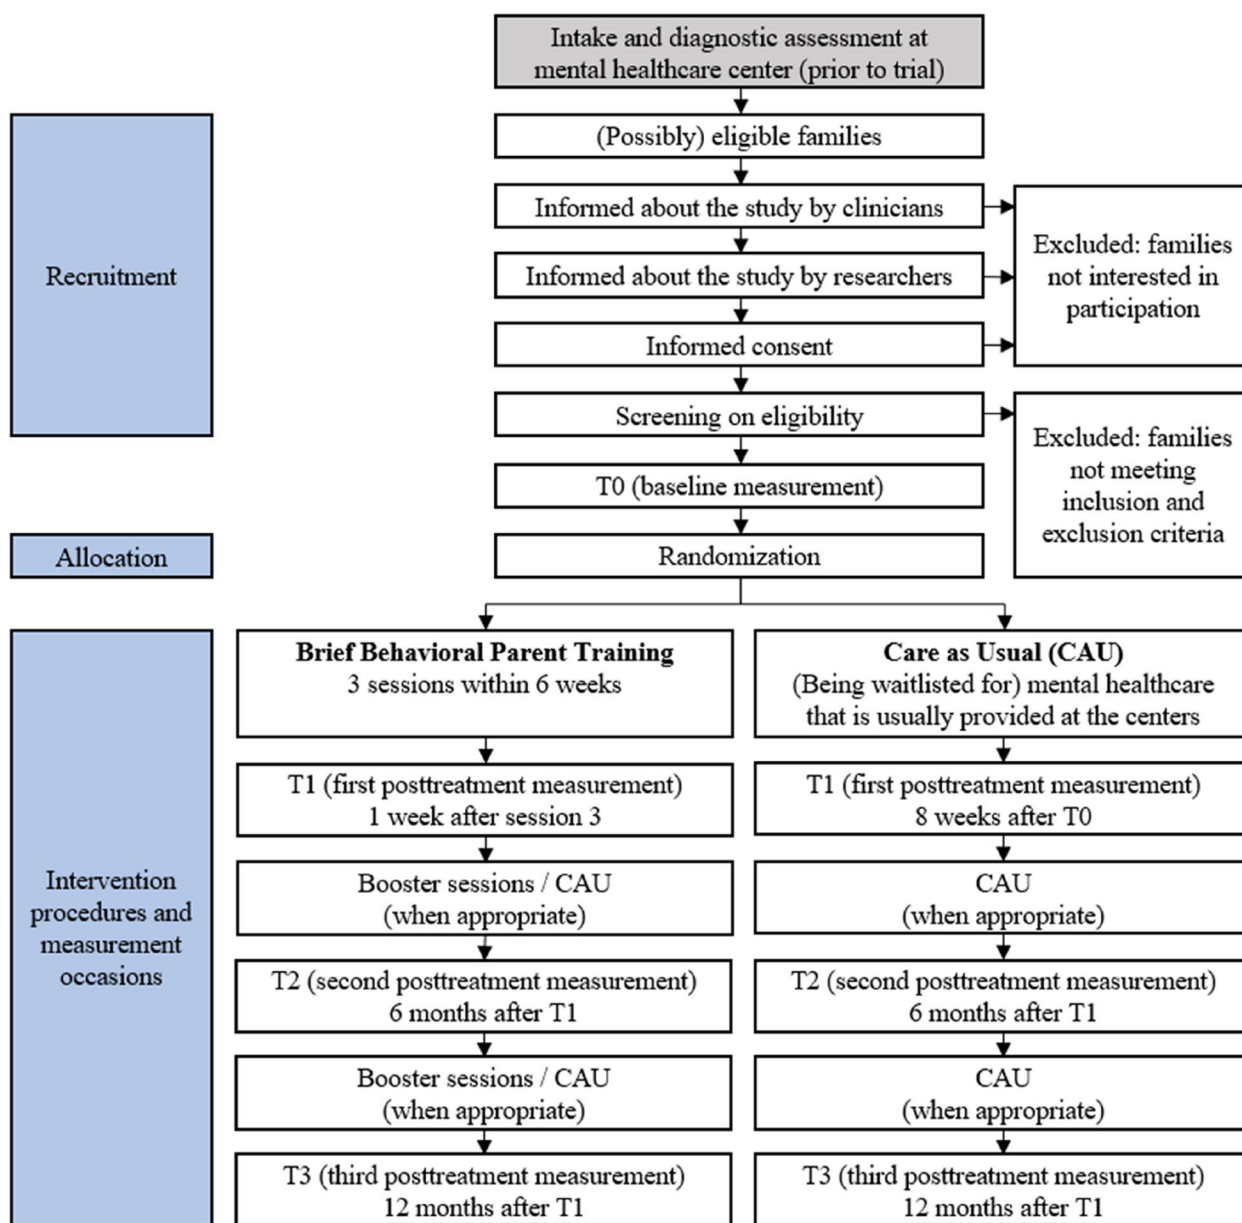 Intake and diagnostic assessment at
mental healthcare center (prior to trial)
Recruitment
(Possibly) eligible families
Informed about the study by clinicians
Informed about the study by researchers
Informed consent
Excluded: families
not interested in
participation
Screening on eligibility
T0 (baseline measurement)
Excluded: families
not meeting
inclusion and
exclusion criteria
Allocation
Randomization
Intervention
procedures and
measurement
occasions
Brief Behavioral Parent Training
3 sessions within 6 weeks
T1 (first posttreatment measurement)
1 week after session 3
Booster sessions / CAU
(when appropriate)
T2 (second posttreatment measurement)
6 months after T1
Booster sessions / CAU
(when appropriate)
T3 (third posttreatment measurement)
12 months after T1
Care as Usual (CAU)
(Being waitlisted for) mental healthcare
that is usually provided at the centers
T1 (first posttreatment measurement)
8 weeks after T0
CAU
(when appropriate)
T2 (second posttreatment measurement)
6 months after T1
CAU
(when appropriate)
T3 (third posttreatment measurement)
12 months after T1